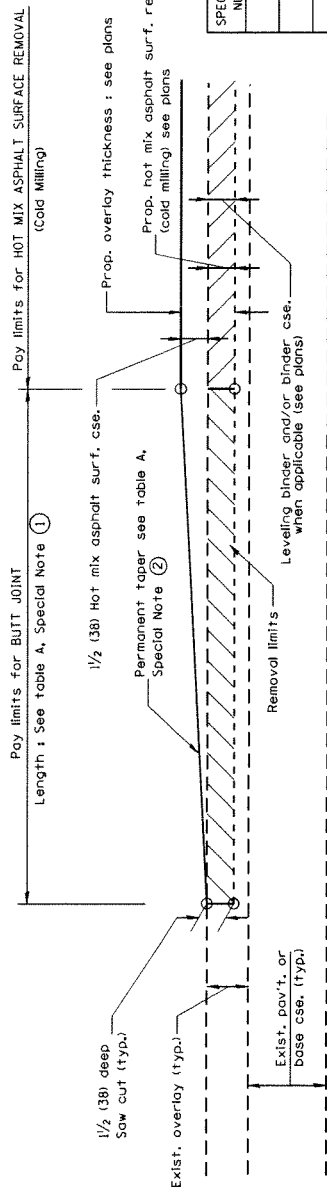 Pay limits for BUTT JOINT
Length : See table A, Special Note ①
Pay limits for HOT MIX ASPHALT SURFACE REMOVAL
(Cold Milling)
1½ (38) deep
Saw cut (typ.)
1½ (38) Hot mix asphalt surf. cse.
Prop. overlay thickness : see plans
Permanent taper see table A,
Special Note ②
Prop. hot mix asphalt surf. re
(cold milling) see plans
Exist. overlay (typ.)
Removal limits
Leveling binder and/or binder cse.
when applicable (see plans)
Exist. pav't. or
base cse. (typ.)
SPEC